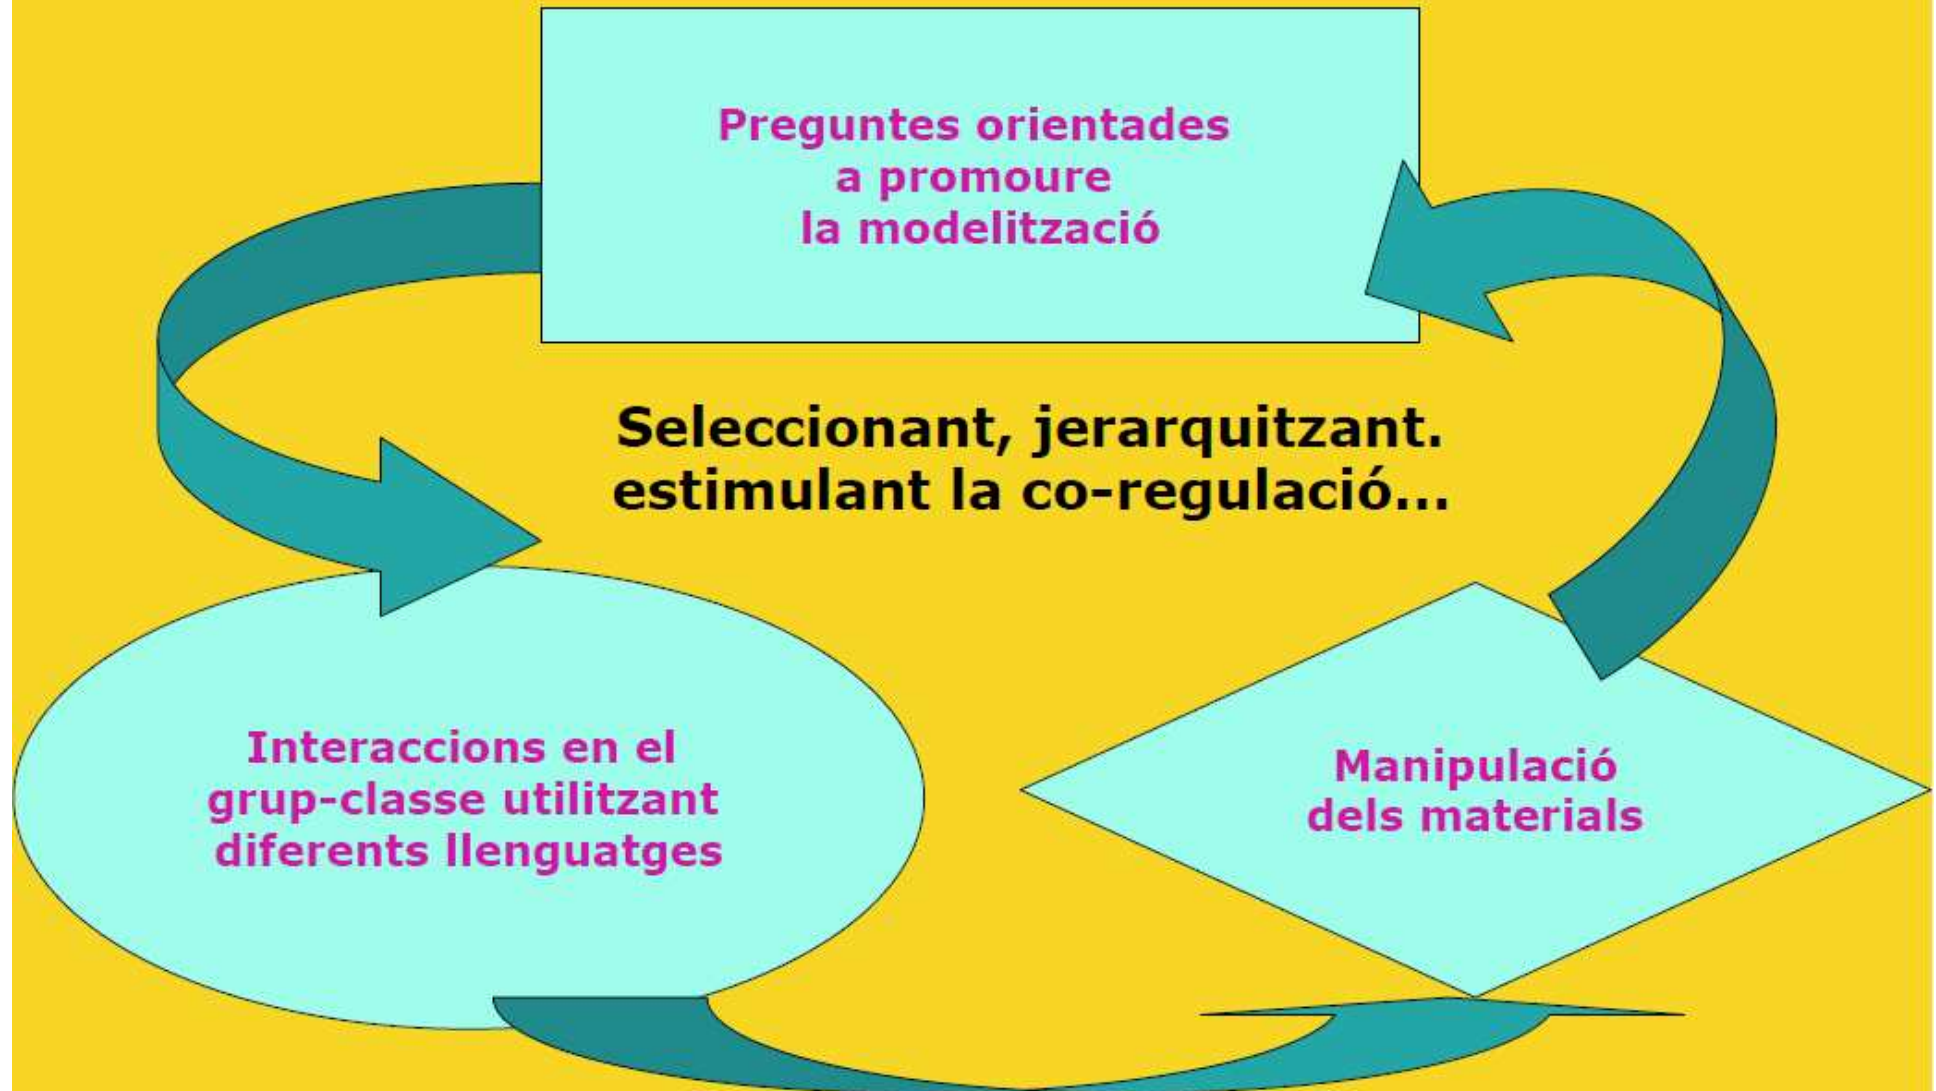 Preguntes orientades
a promoure
la modelització
Seleccionant, jerarquitzant.
estimulant la co-regulació...
Interaccions en el
grup-classe utilitzant
diferents llenguatges
Manipulació
dels materials